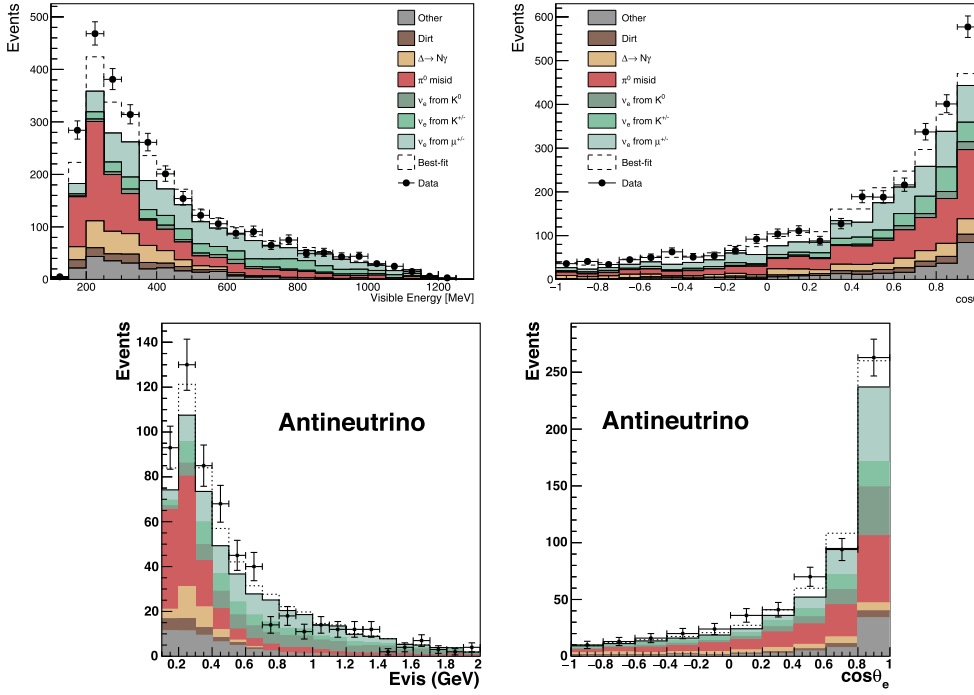 Events
500
400
300
200
100
0
200
400
600
800
1000
1200
Visible Energy [MeV]
Other
Dirt
Δ→ Nγ
π⁰ misid
νe from K⁰
νe from K⁺/⁻
νe from μ⁺/⁻
Best-fit
Data
Events
600
500
400
300
200
100
0
−1
−0.8
−0.6
−0.4
−0.2
0
0.2
0.4
0.6
0.8
Other
Dirt
Δ→ Nγ
π⁰ misid
νe from K⁰
νe from K⁺/⁻
νe from μ⁺/⁻
Best-fit
Data
Events
140
120
100
80
60
40
20
0
0.2
0.4
0.6
0.8
1
1.2
1.4
1.6
1.8
2
Evis (GeV)
Antineutrino
Events
250
200
150
100
50
0
−1
−0.8
−0.6
−0.4
−0.2
0
0.2
0.4
0.6
0.8
1
cosθe
Antineutrino